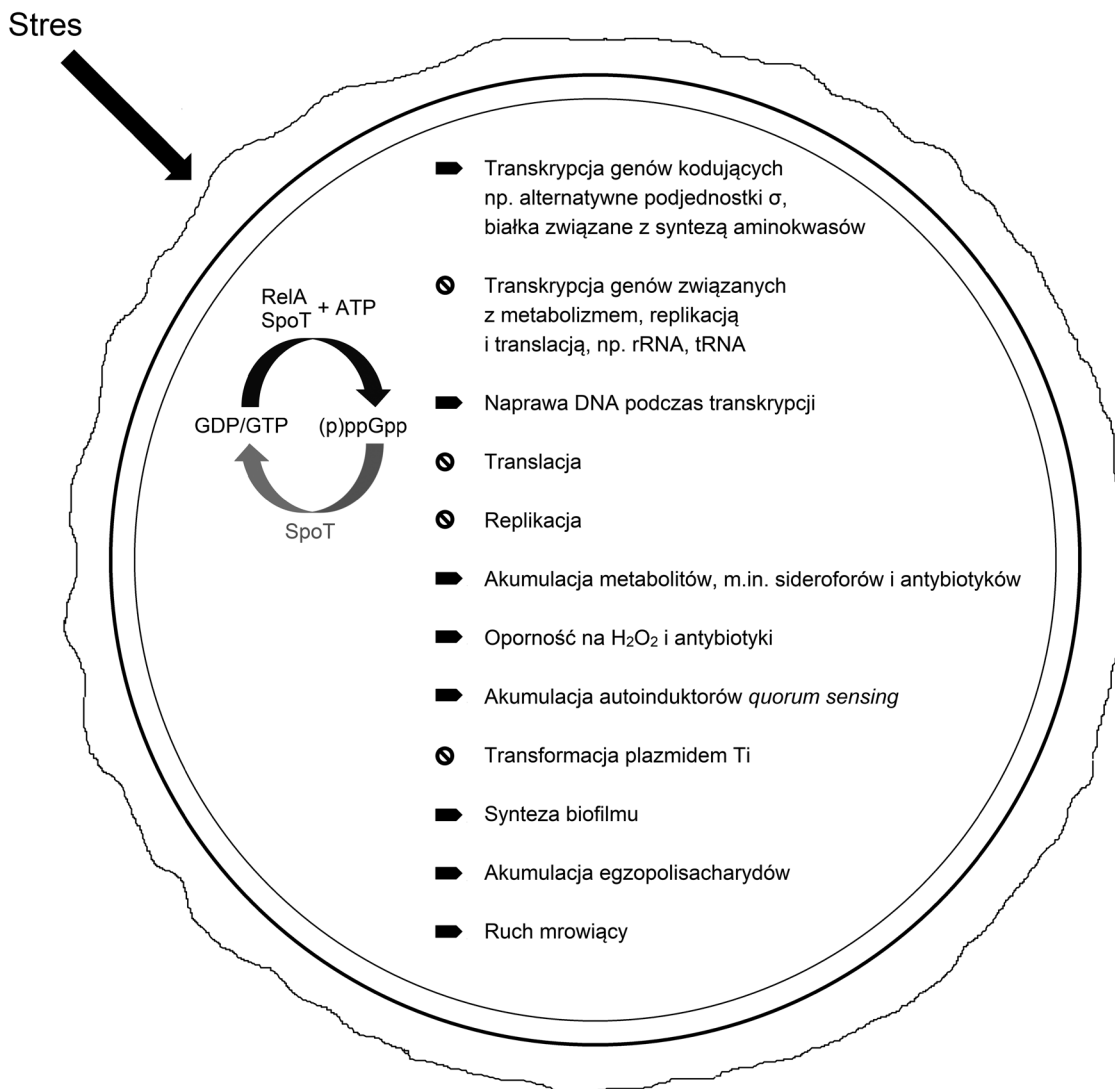 Stres
Transkrypcja genów kodujących
np. alternatywne podjednostki σ,
białka związane z syntezą aminokwasów
Transkrypcja genów związanych
z metabolizmem, replikacją
i translacją, np. rRNA, tRNA
RelA
SpoT + ATP
GDP/GTP (p)ppGpp
SpoT
Naprawa DNA podczas transkrypcji
Translacja
Replikacja
Akumulacja metabolitów, m.in. sideroforów i antybiotyków
Oporność na H₂O₂ i antybiotyki
Akumulacja autoinduktorów quorum sensing
Transformacja plazmidem Ti
Synteza biofilmu
Akumulacja egzopolisacharydów
Ruch mrowiący